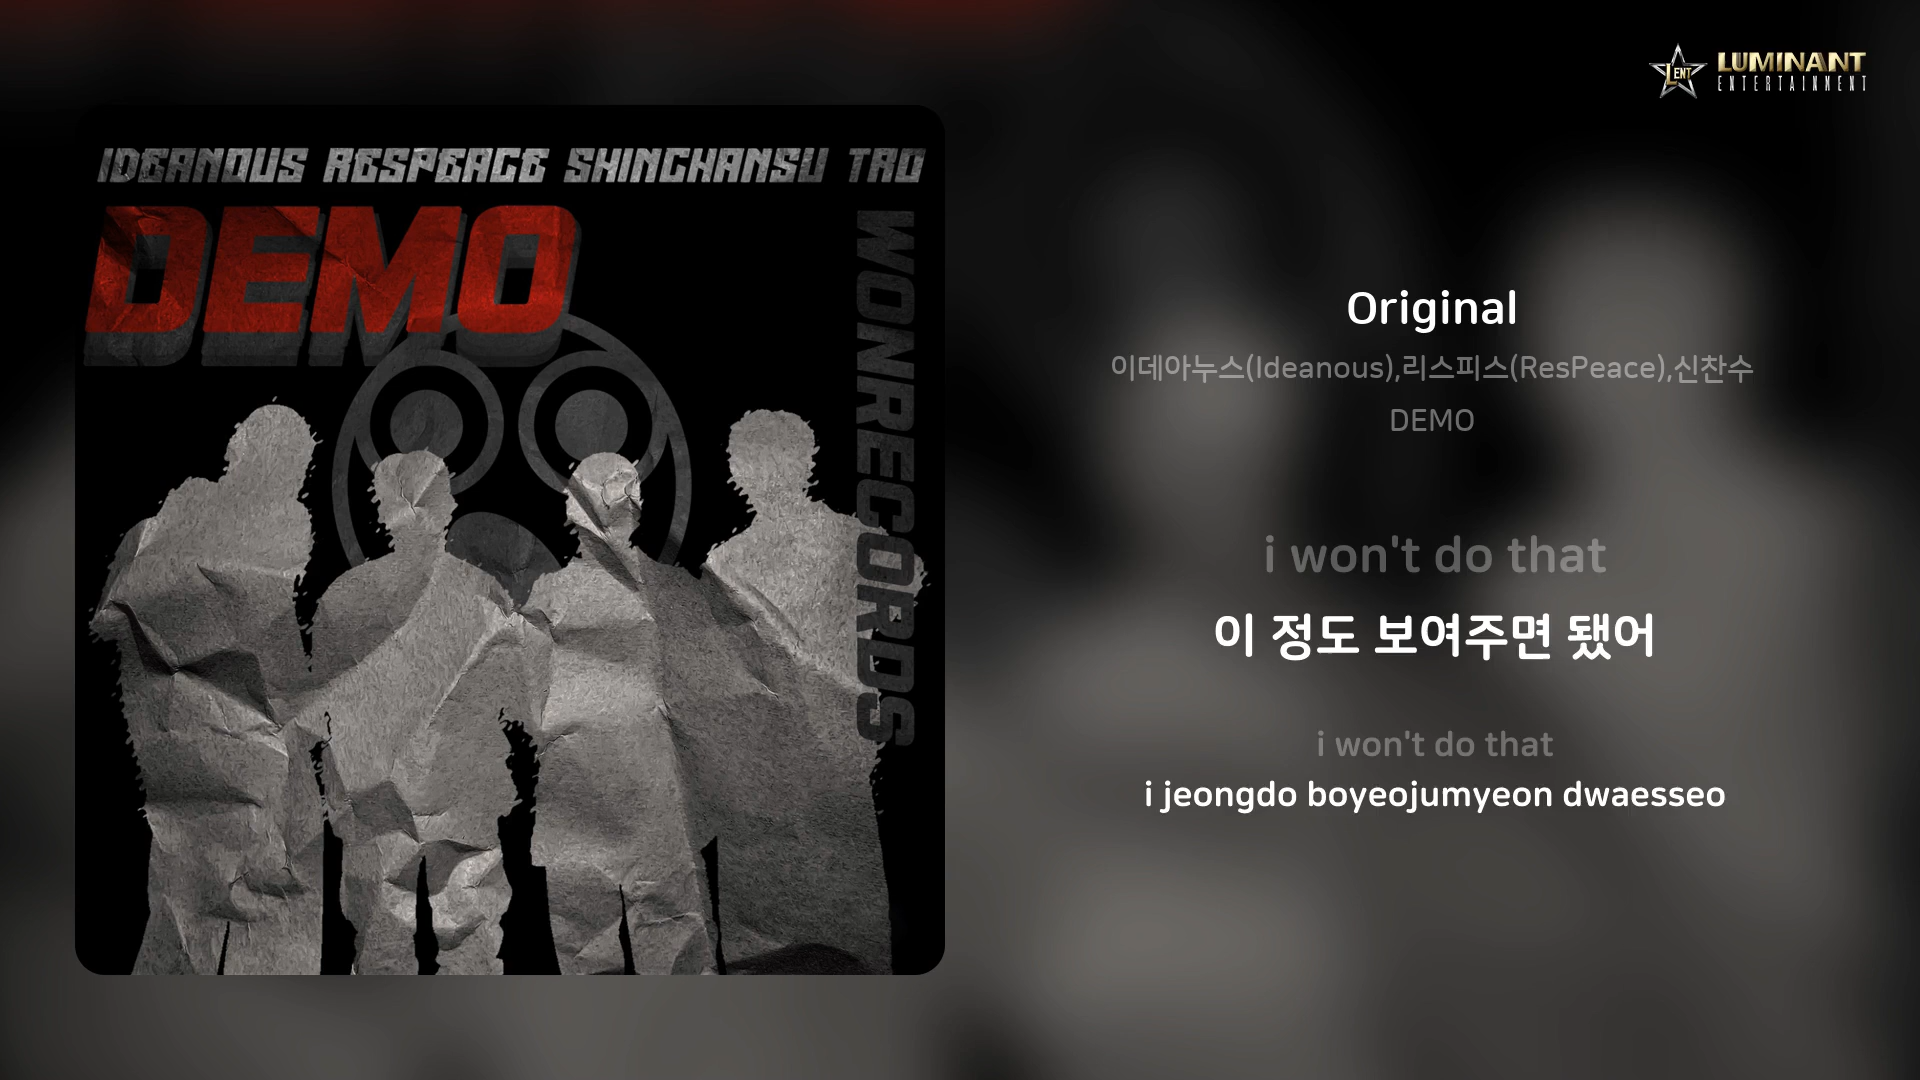 LENT LUMINANT
ENTERTAINMENT
IDEANOUS RESPEACE SHINCHANSU TAO
DEMO
WONRECORDS
Original
이데아누스(Ideanous),리스피스(ResPeace),신찬수
DEMO
i won't do that
이 정도 보여주면 됐어
i won't do that
i jeongdo boyeojumyeon dwaesseo